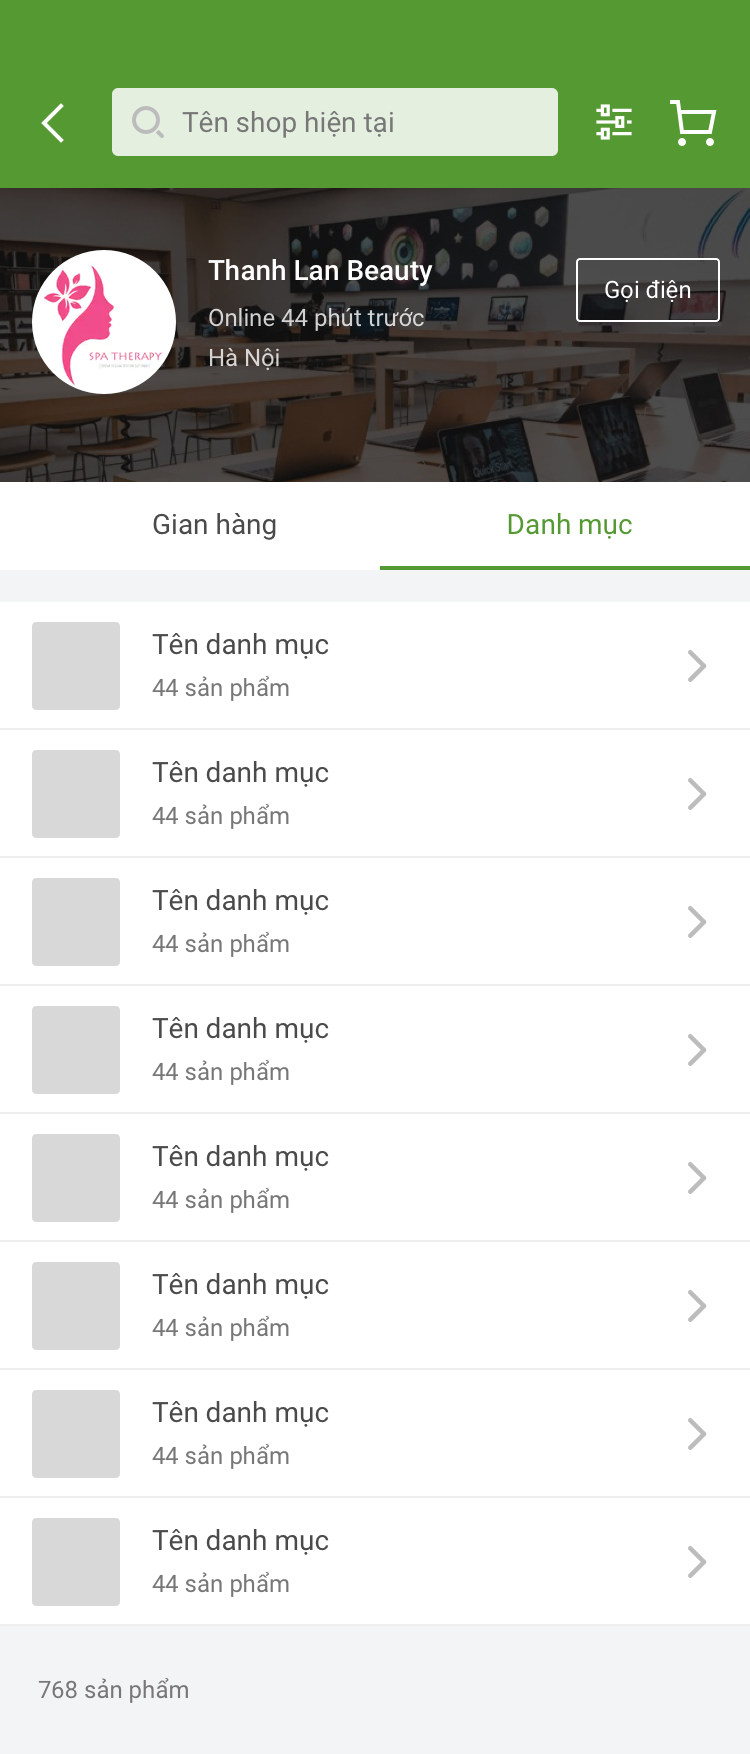 Tên shop hiện tại
Thanh Lan Beauty
Gọi điện
Online 44 phút trước
Hà Nội
SPA THERAPY
Gian hàng
Danh mục
Tên danh mục
44 sản phẩm
Tên danh mục
44 sản phẩm
Tên danh mục
44 sản phẩm
Tên danh mục
44 sản phẩm
Tên danh mục
44 sản phẩm
Tên danh mục
44 sản phẩm
Tên danh mục
44 sản phẩm
Tên danh mục
44 sản phẩm
768 sản phẩm